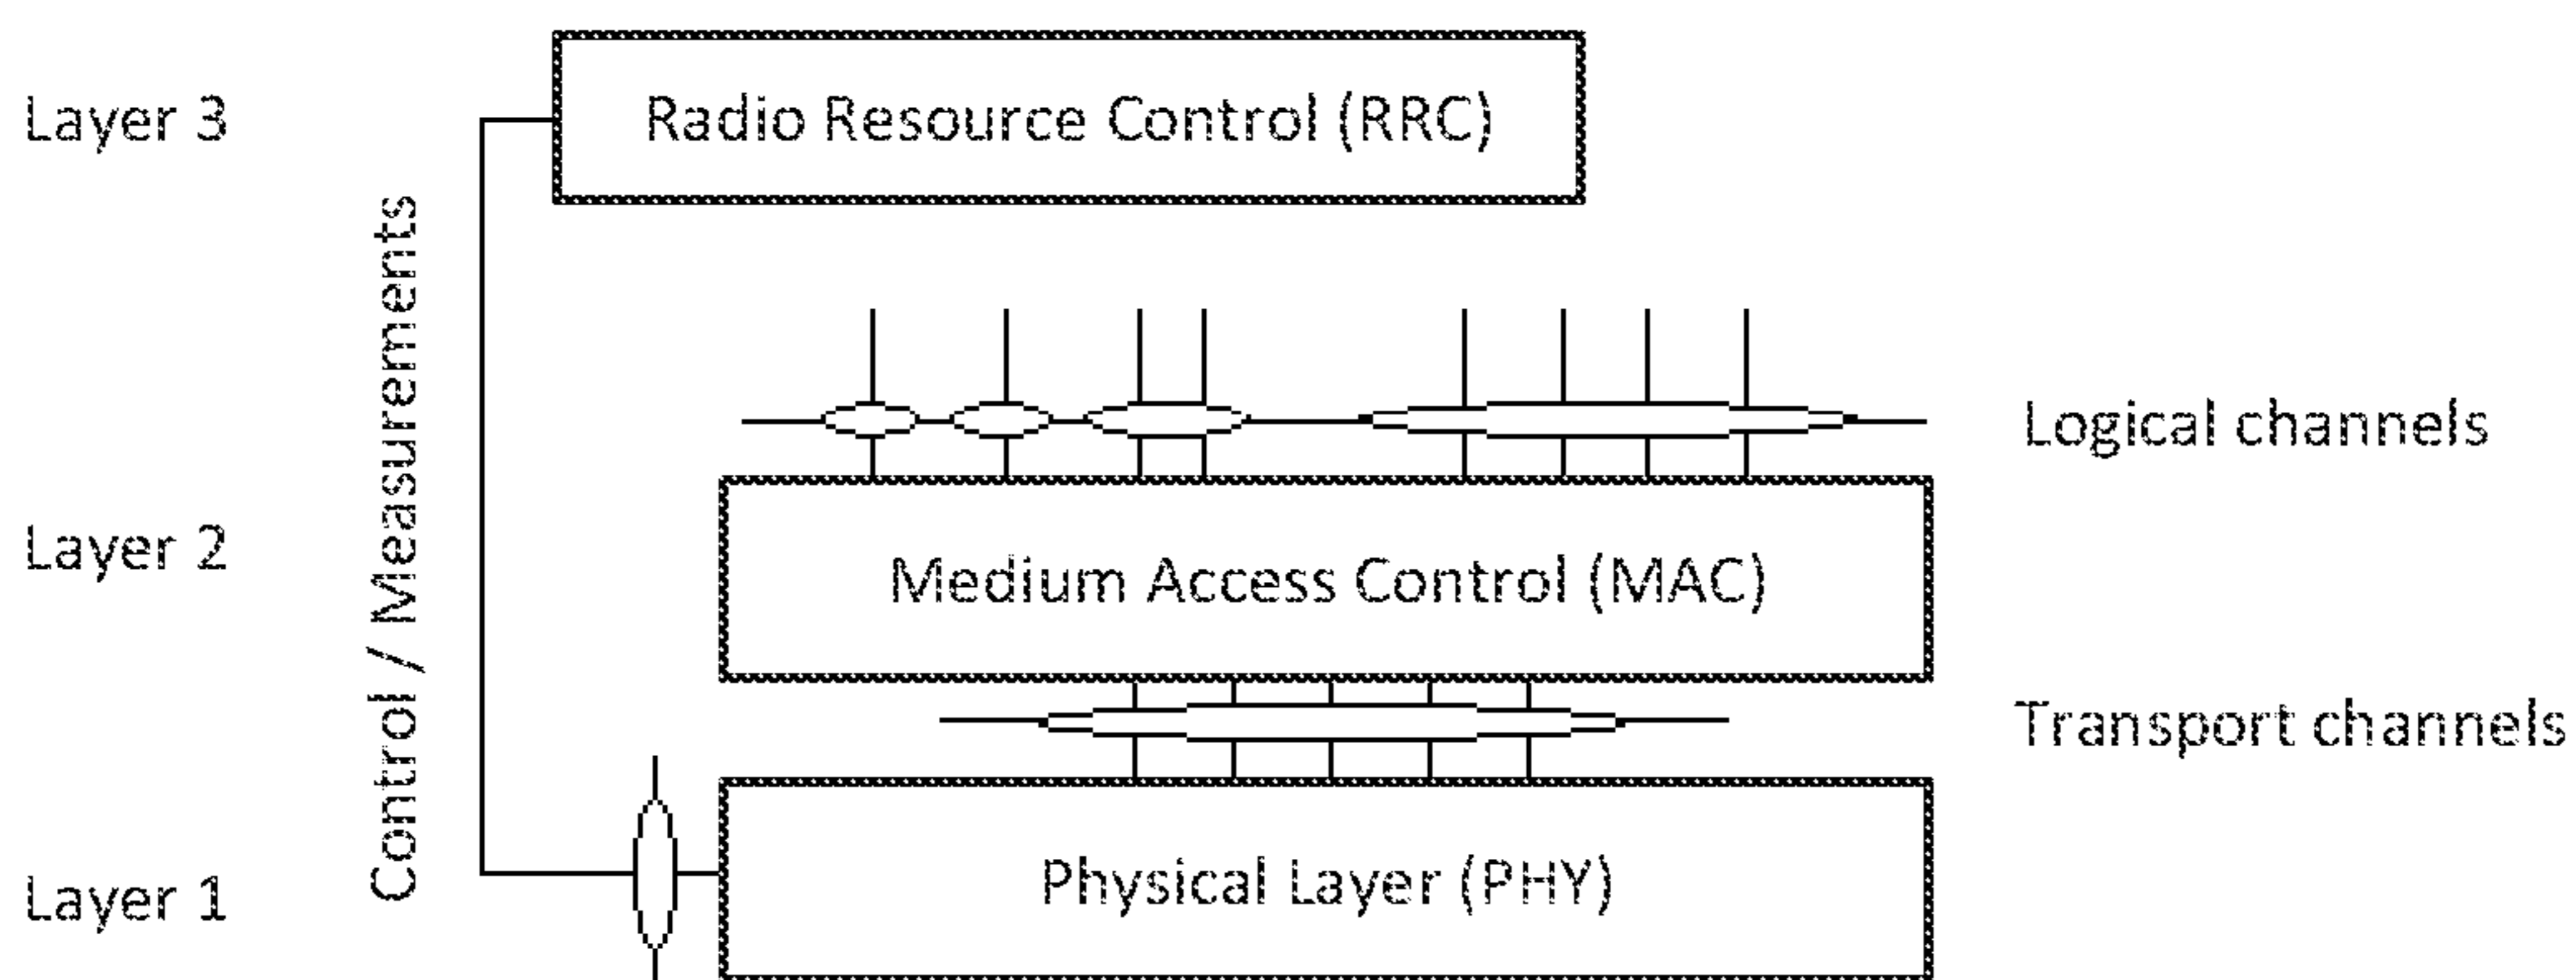 Layer 3
Radio Resource Control (RRC)
Control / Measurements
Logical channels
Layer 2
Medium Access Control (MAC)
Transport channels
Layer 1
Physical Layer (PHY)